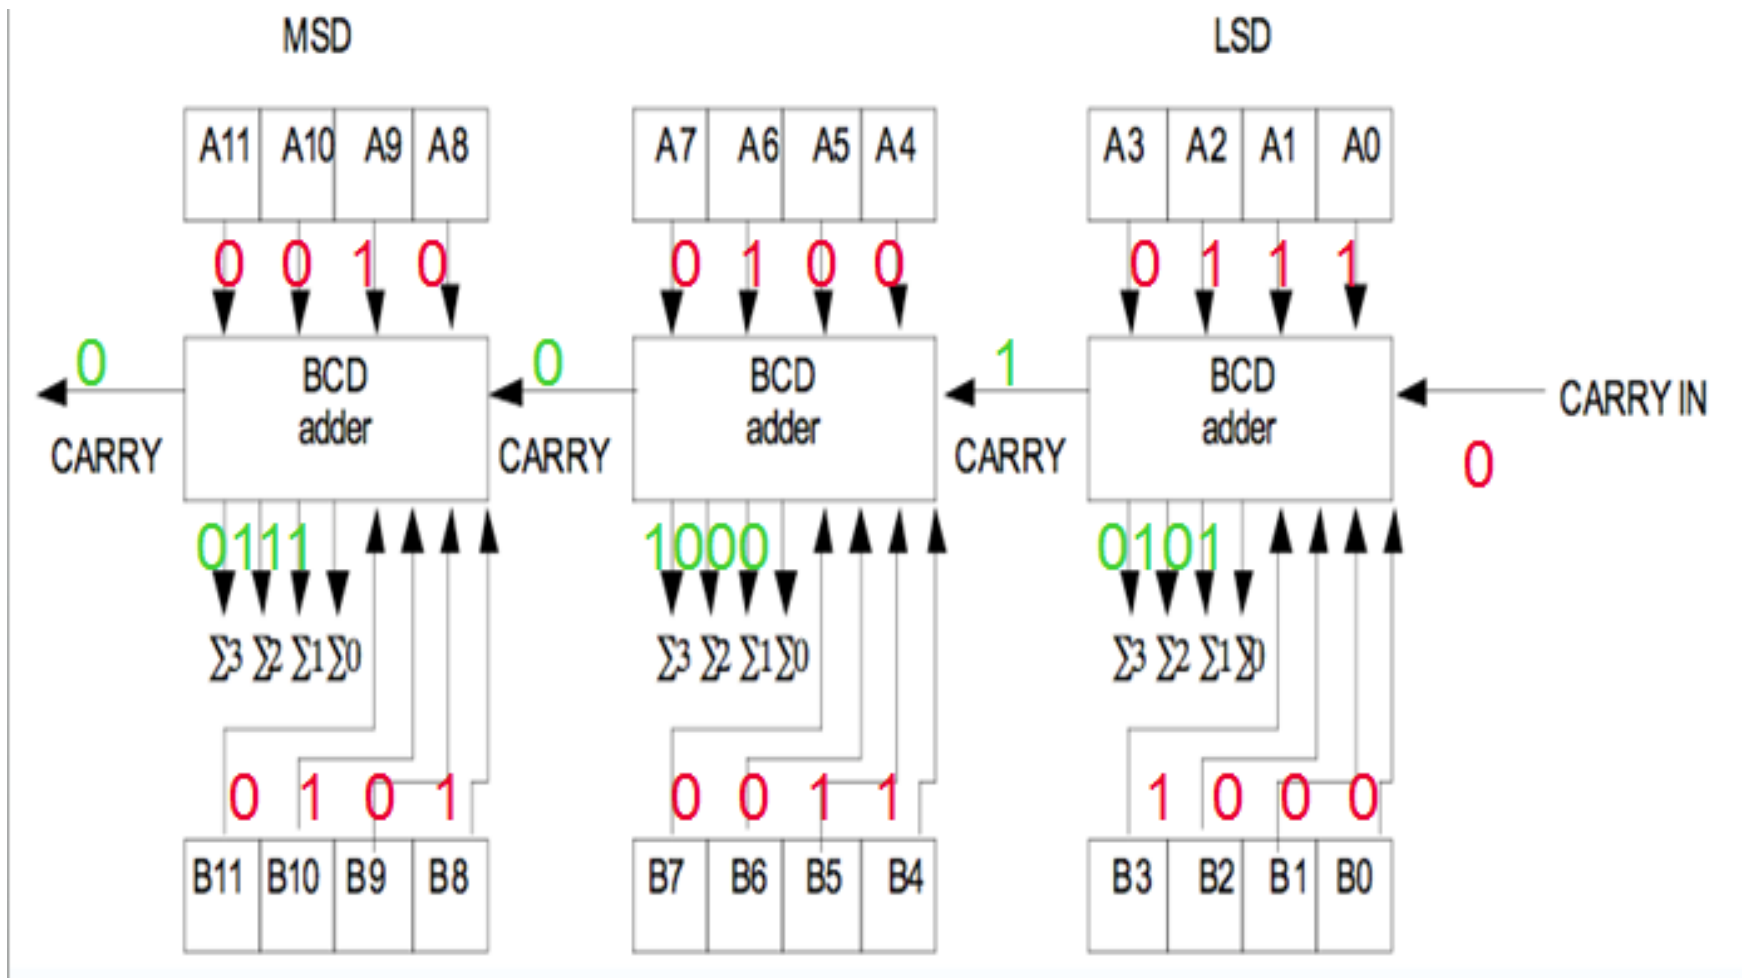 MSD LSD
A11 A10 A9 A8 A7 A6 A5 A4 A3 A2 A1 A0
0 0 1 0 0 1 0 0 0 1 1 1
0 BCD 0 BCD 1 BCD
adder adder adder CARRY IN
CARRY CARRY CARRY 0
0111 1000 0101
∑3 ∑2 ∑1 ∑0 ∑3 ∑2 ∑1 ∑0 ∑3 ∑2 ∑1 ∑0
0 1 0 1 0 0 1 1 1 0 0 0
B11 B10 B9 B8 B7 B6 B5 B4 B3 B2 B1 B0